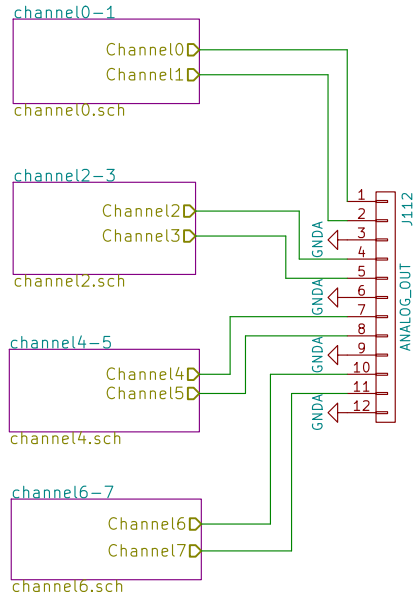 channel0-1
Channel0
Channel1
channel0.sch
channel2-3
Channel2
Channel3
channel2.sch
channel4-5
Channel4
Channel5
channel4.sch
channel6-7
Channel6
Channel7
channel6.sch
J112
ANALOG_OUT
1
2
3
GNDA
4
5
6
GNDA
7
8
9
GNDA
10
11
12
GNDA